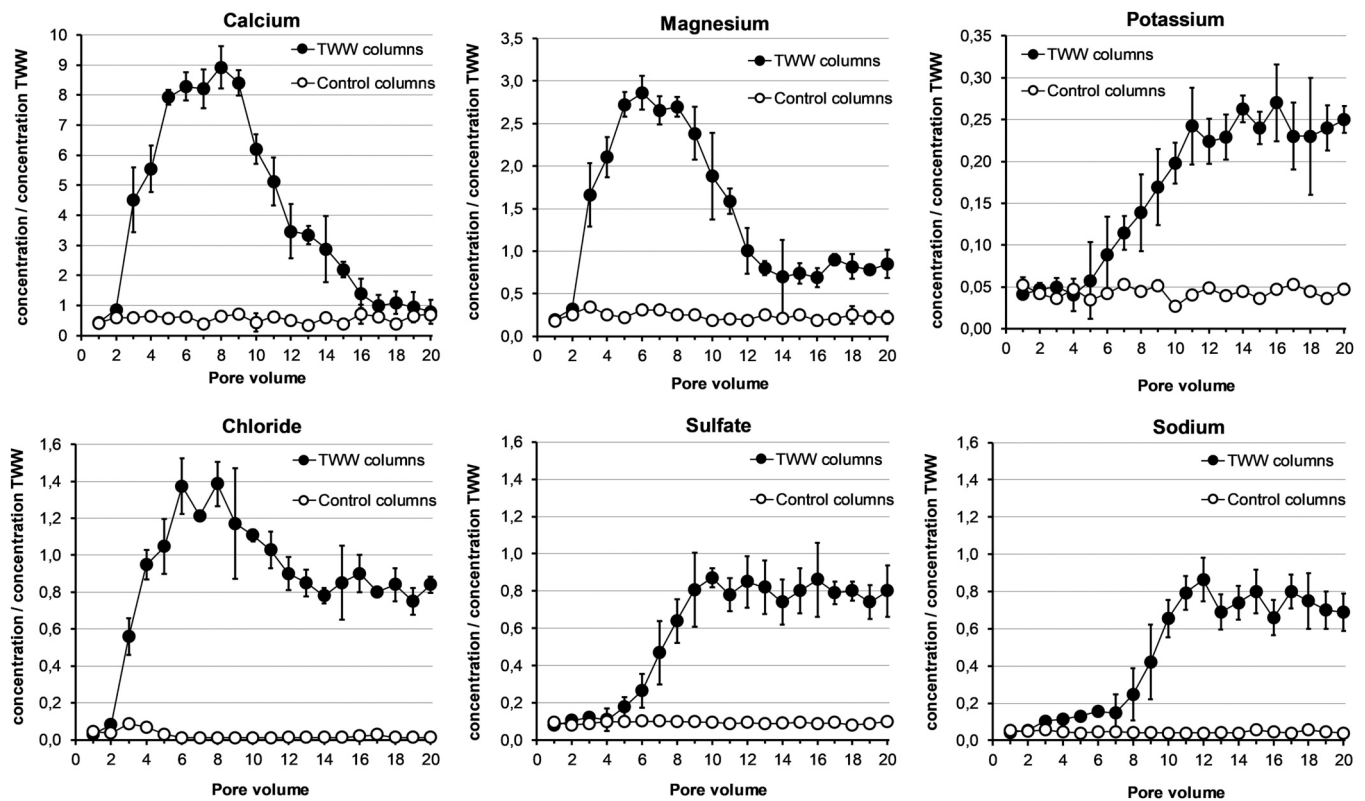 Calcium
concentration / concentration TWW
10
9
8
7
6
5
4
3
2
1
0
TWW columns
Control columns
0 2 4 6 8 10 12 14 16 18 20
Pore volume
Magnesium
concentration / concentration TWW
3,5
3,0
2,5
2,0
1,5
1,0
0,5
0,0
TWW columns
Control columns
0 2 4 6 8 10 12 14 16 18 20
Pore volume
Potassium
concentration / concentration TWW
0,35
0,30
0,25
0,20
0,15
0,10
0,05
0,00
TWW columns
Control columns
0 2 4 6 8 10 12 14 16 18 20
Pore volume
Chloride
concentration / concentration TWW
1,6
1,4
1,2
1,0
0,8
0,6
0,4
0,2
0,0
TWW columns
Control columns
0 2 4 6 8 10 12 14 16 18 20
Pore volume
Sulfate
concentration / concentration TWW
1,6
1,4
1,2
1,0
0,8
0,6
0,4
0,2
0,0
TWW columns
Control columns
0 2 4 6 8 10 12 14 16 18 20
Pore volume
Sodium
concentration / concentration TWW
1,6
1,4
1,2
1,0
0,8
0,6
0,4
0,2
0,0
TWW columns
Control columns
0 2 4 6 8 10 12 14 16 18 20
Pore volume